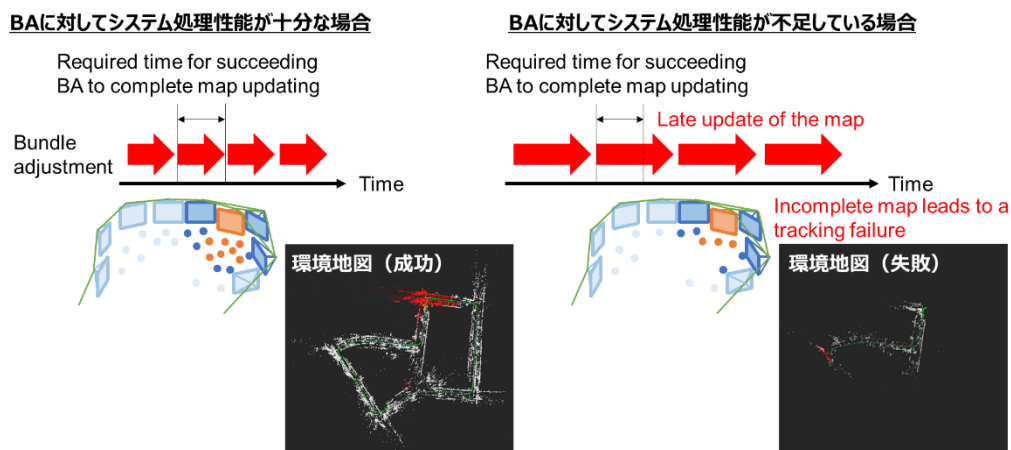 BAに対してシステム処理性能が十分な場合
Required time for succeeding
BA to complete map updating
Bundle
adjustment
Time
環境地図（成功）
BAに対してシステム処理性能が不足している場合
Required time for succeeding
BA to complete map updating
Late update of the map
Time
Incomplete map leads to a
tracking failure
環境地図（失敗）